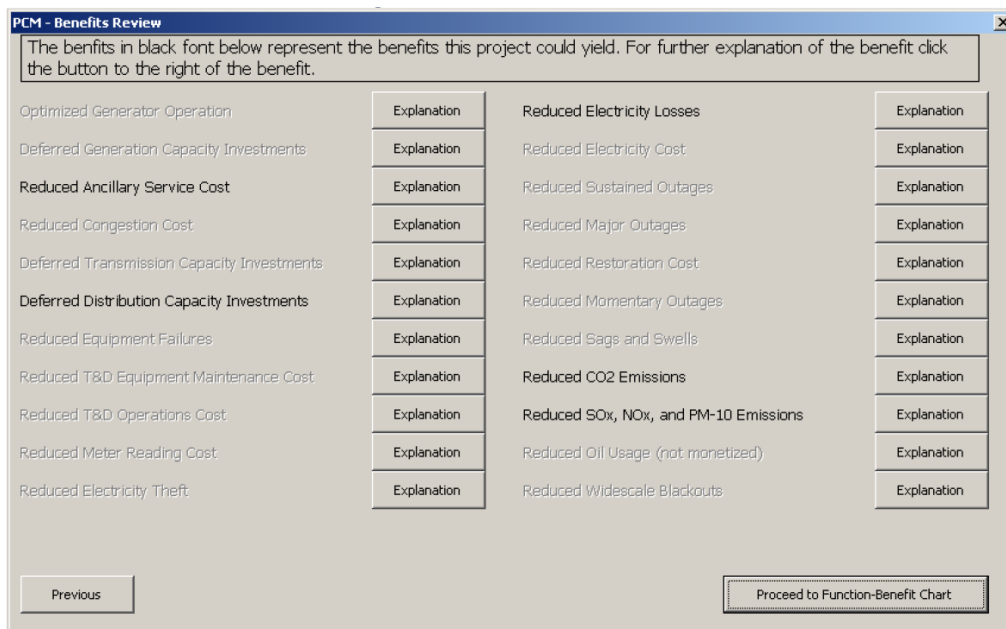 PCM - Benefits Review
The benfits in black font below represent the benefits this project could yield. For further explanation of the benefit click
the button to the right of the benefit.
Optimized Generator Operation Explanation Reduced Electricity Losses Explanation
Deferred Generation Capacity Investments Explanation Reduced Electricity Cost Explanation
Reduced Ancillary Service Cost Explanation Reduced Sustained Outages Explanation
Reduced Congestion Cost Explanation Reduced Major Outages Explanation
Deferred Transmission Capacity Investments Explanation Reduced Restoration Cost Explanation
Deferred Distribution Capacity Investments Explanation Reduced Momentary Outages Explanation
Reduced Equipment Failures Explanation Reduced Sags and Swells Explanation
Reduced T&D Equipment Maintenance Cost Explanation Reduced CO2 Emissions Explanation
Reduced T&D Operations Cost Explanation Reduced SOx, NOx, and PM-10 Emissions Explanation
Reduced Meter Reading Cost Explanation Reduced Oil Usage (not monetized) Explanation
Reduced Electricity Theft Explanation Reduced Widescale Blackouts Explanation
Previous Proceed to Function-Benefit Chart